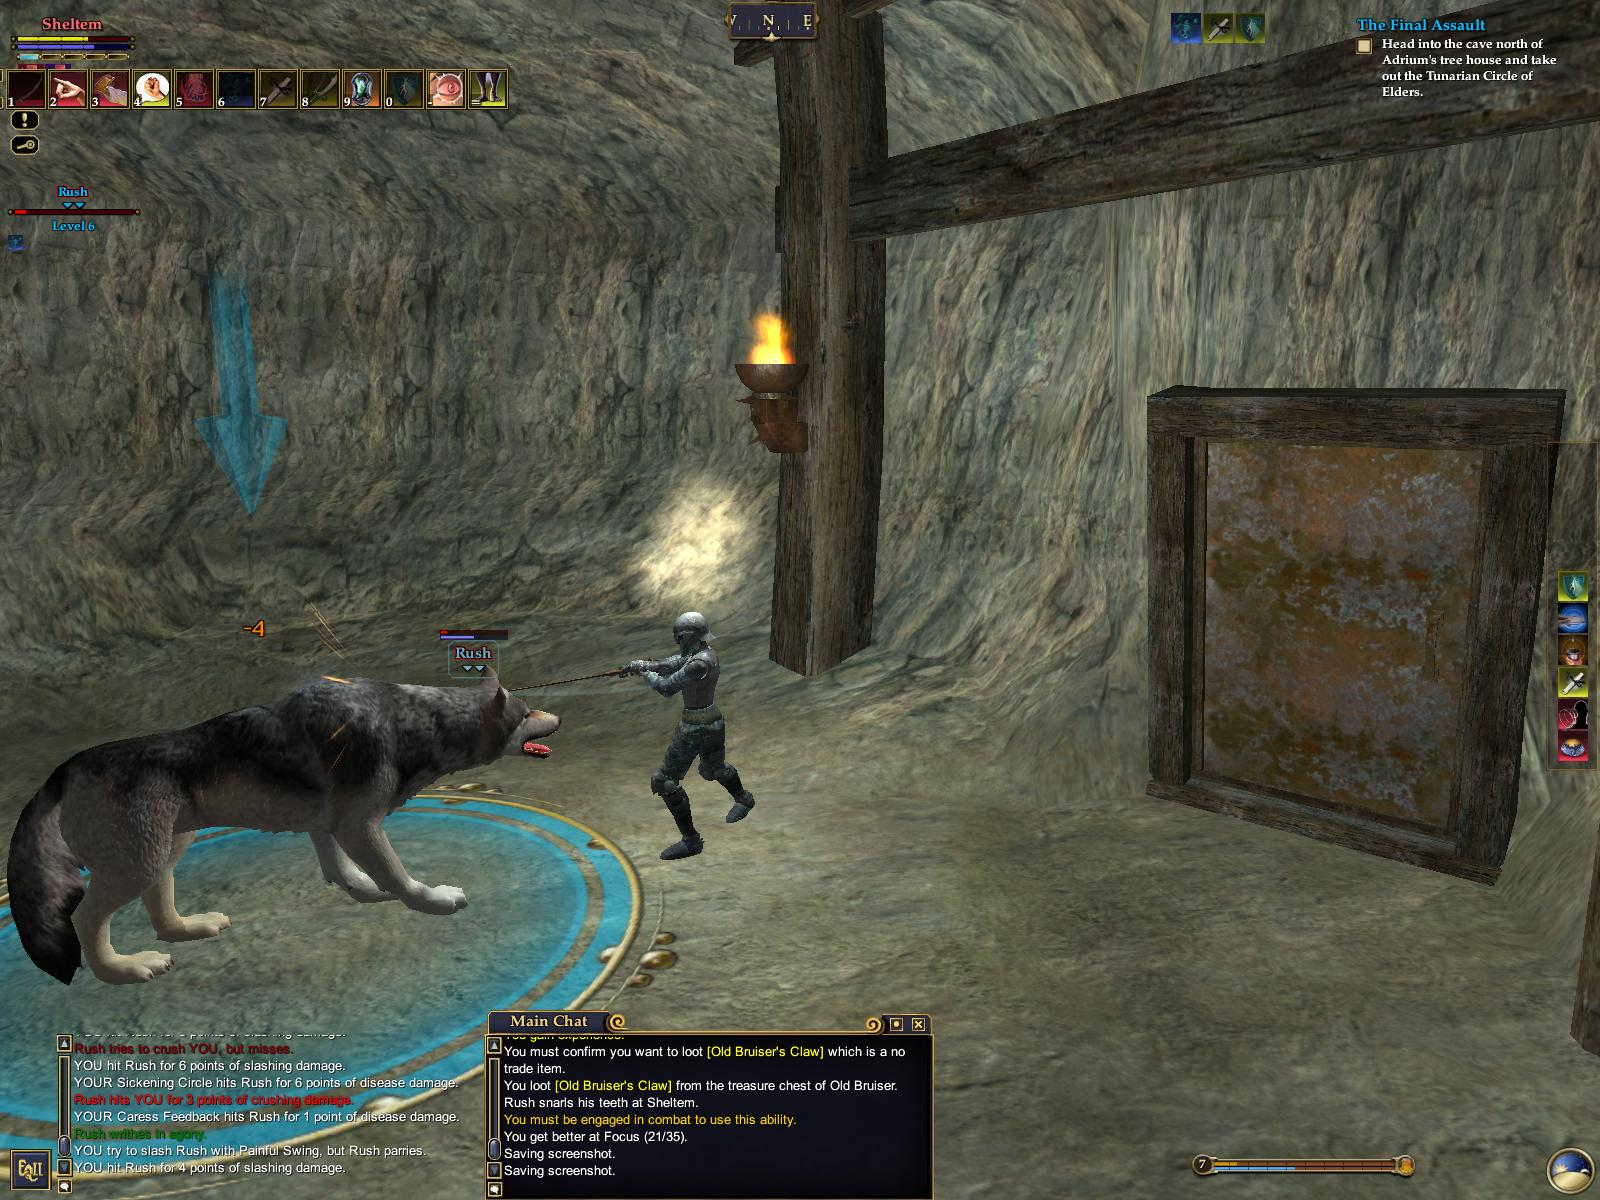 Sheltem
W N E
The Final Assault
Head into the cave north of
Adrium's tree house and take
out the Tunarian Circle of
Elders.
1 2 3 4 5 6 7 8 9 0 - =
Rush
Level 6
-4
Rush
Rush tries to crush YOU, but misses.
YOU hit Rush for 6 points of slashing damage.
YOUR Sickening Circle hits Rush for 6 points of disease damage.
Rush hits YOU for 3 points of crushing damage.
YOUR Caress Feedback hits Rush for 1 point of disease damage.
Rush writhes in agony.
YOU try to slash Rush with Painful Swing, but Rush parries.
YOU hit Rush for 4 points of slashing damage.
EQII
Main Chat
You gain experience.
You must confirm you want to loot [Old Bruiser's Claw] which is a no
trade item.
You loot [Old Bruiser's Claw] from the treasure chest of Old Bruiser.
Rush snarls his teeth at Sheltem.
You must be engaged in combat to use this ability.
You get better at Focus (21/35).
Saving screenshot.
Saving screenshot.
7